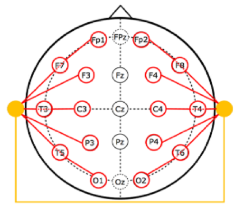 Fp1 FPz Fp2
F7 F8
F3 Fz F4
T3 C3 Cz C4 T4
P3 Pz P4
T5 T6
O1 Oz O2